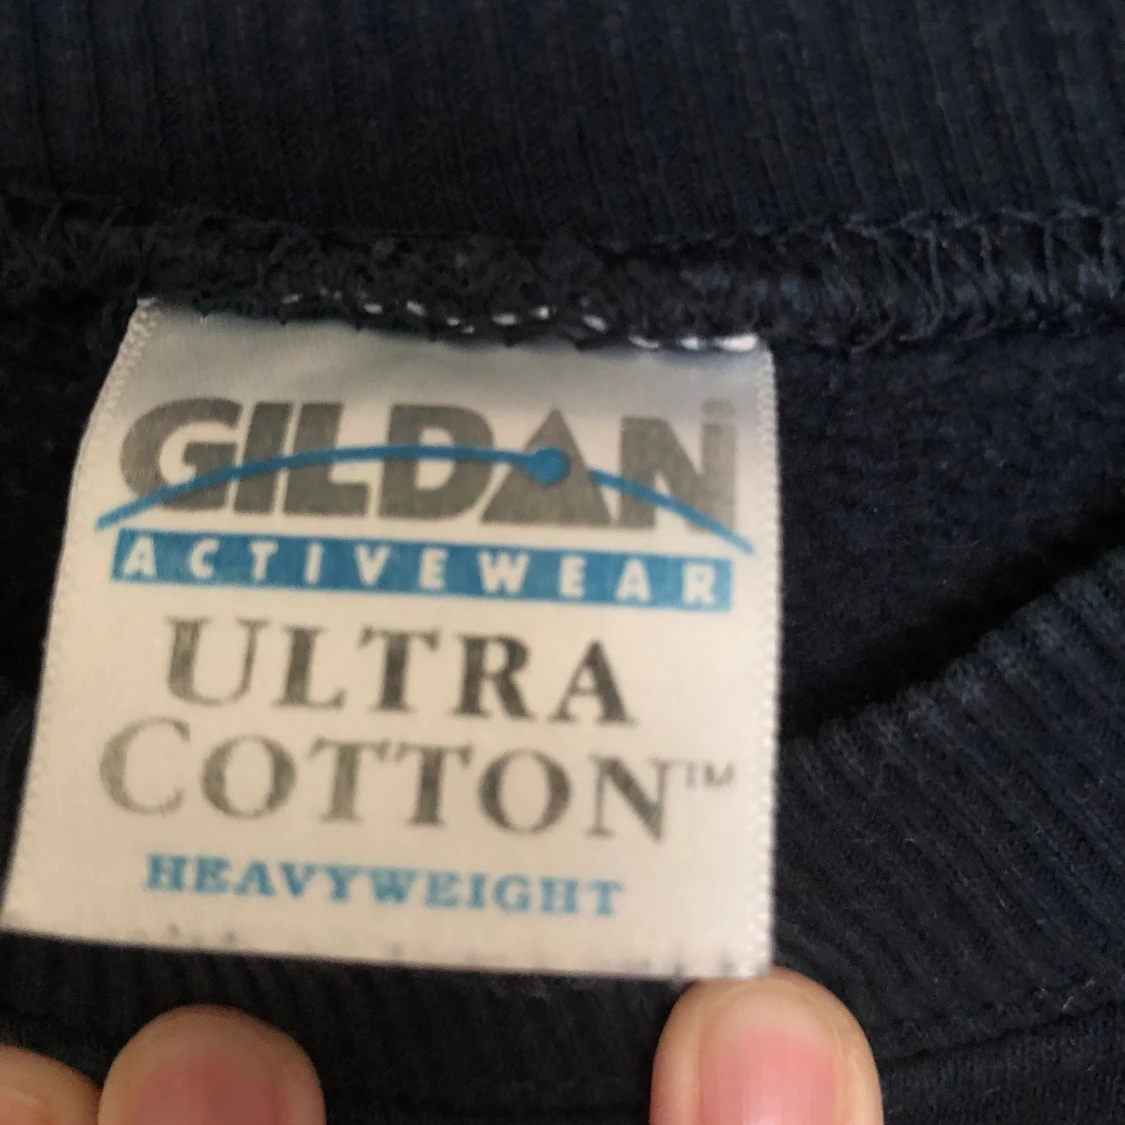 GILDAN
ACTIVEWEAR
ULTRA
COTTON™
HEAVYWEIGHT